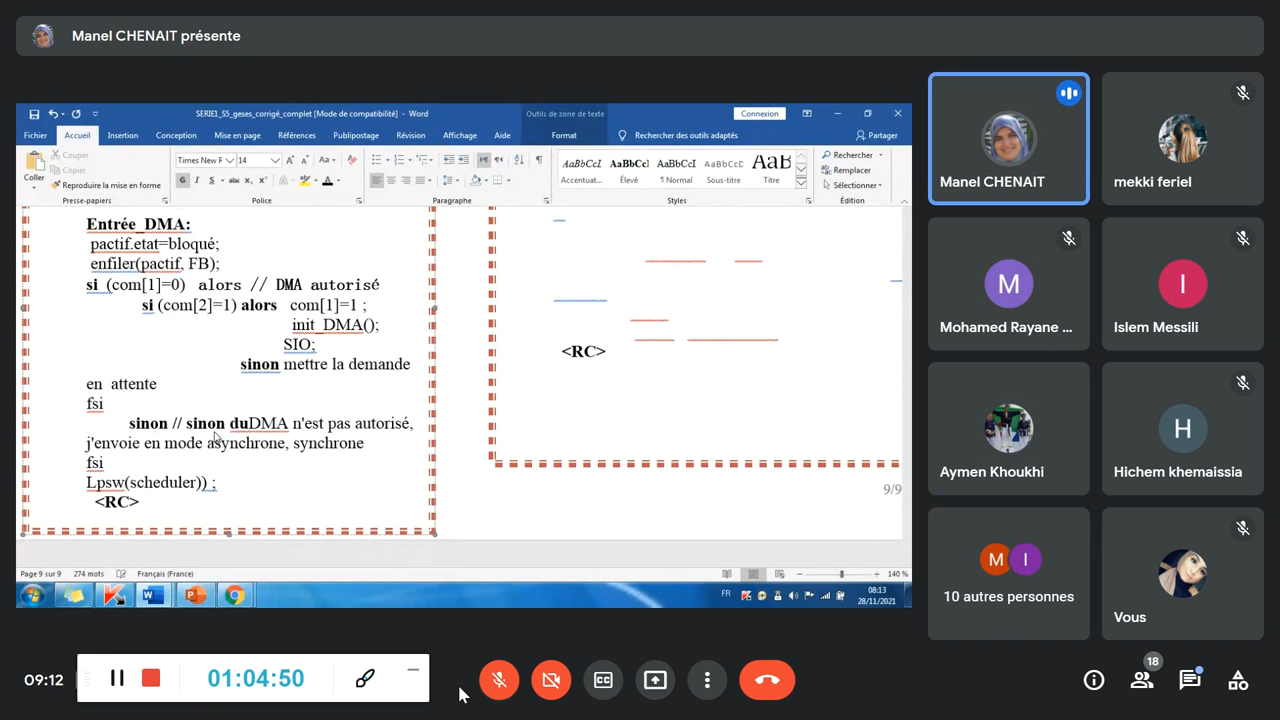 Manel CHENAIT présente
SERIE1_S5_geses_corrigé_complet [Mode de compatibilité] - Word
Outils de zone de texte
Connexion
Fichier Accueil Insertion Conception Mise en page Références Publipostage Révision Affichage Aide Format Rechercher des outils adaptés Partager
Coller
Couper
Copier
Reproduire la mise en forme
Times New F 14
G I S abc x₂ x²
AaBbCcI AaBbCc AaBbCcI AaBbCcI AaB
Accentuat... Élevé ¶ Normal Sous-titre Titre
Rechercher
Remplacer
Sélectionner
Presse-papiers Police Paragraphe Styles Édition
Entrée_DMA:
pactif.etat=bloqué;
enfiler(pactif, FB);
si (com[1]=0) alors // DMA autorisé
si (com[2]=1) alors com[1]=1 ;
init_DMA();
SIO;
sinon mettre la demande
en attente
fsi
sinon // sinon duDMA n'est pas autorisé,
j'envoie en mode asynchrone, synchrone
fsi
Lpsw(scheduler)) ;
<RC>
<RC>
9/9
Page 9 sur 9 274 mots Français (France) 140 %
FR
08:13
28/11/2021
Manel CHENAIT
mekki feriel
M
Mohamed Rayane ...
I
Islem Messili
Aymen Khoukhi
H
Hichem khemaissia
M I
10 autres personnes
Vous
09:12
01:04:50
18